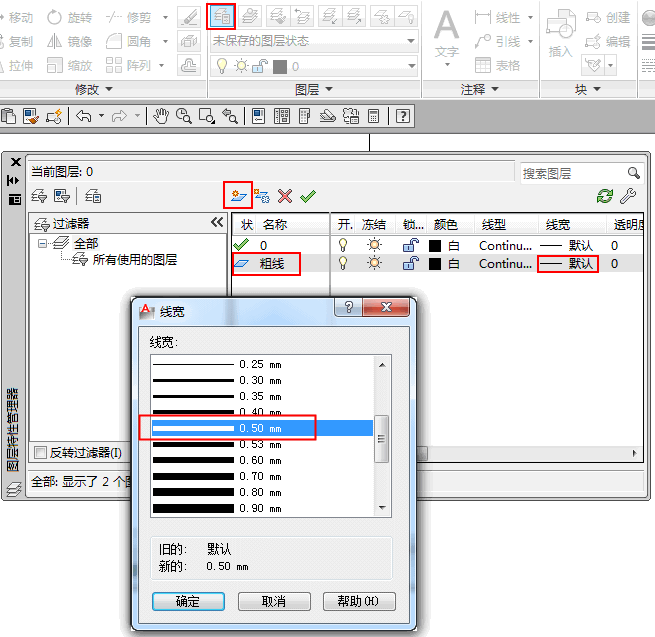 移动 旋转 修剪
复制 镜像 圆角
拉伸 缩放 阵列
修改
未保存的图层状态
0
图层
A
文字
线性
引线
表格
注释
插入
创建
编辑
块
当前图层: 0
搜索图层
过滤器
全部
所有使用的图层
反转过滤器(I)
状 名称 开. 冻结 锁... 颜色 线型 线宽 透明度
0 白 Continu... 默认 0
粗线 白 Continu... 默认 0
全部: 显示了 2 个
图层特性管理器
线宽
线宽:
0.25 mm
0.30 mm
0.35 mm
0.40 mm
0.50 mm
0.53 mm
0.60 mm
0.70 mm
0.80 mm
0.90 mm
旧的: 默认
新的: 0.50 mm
确定 取消 帮助(H)